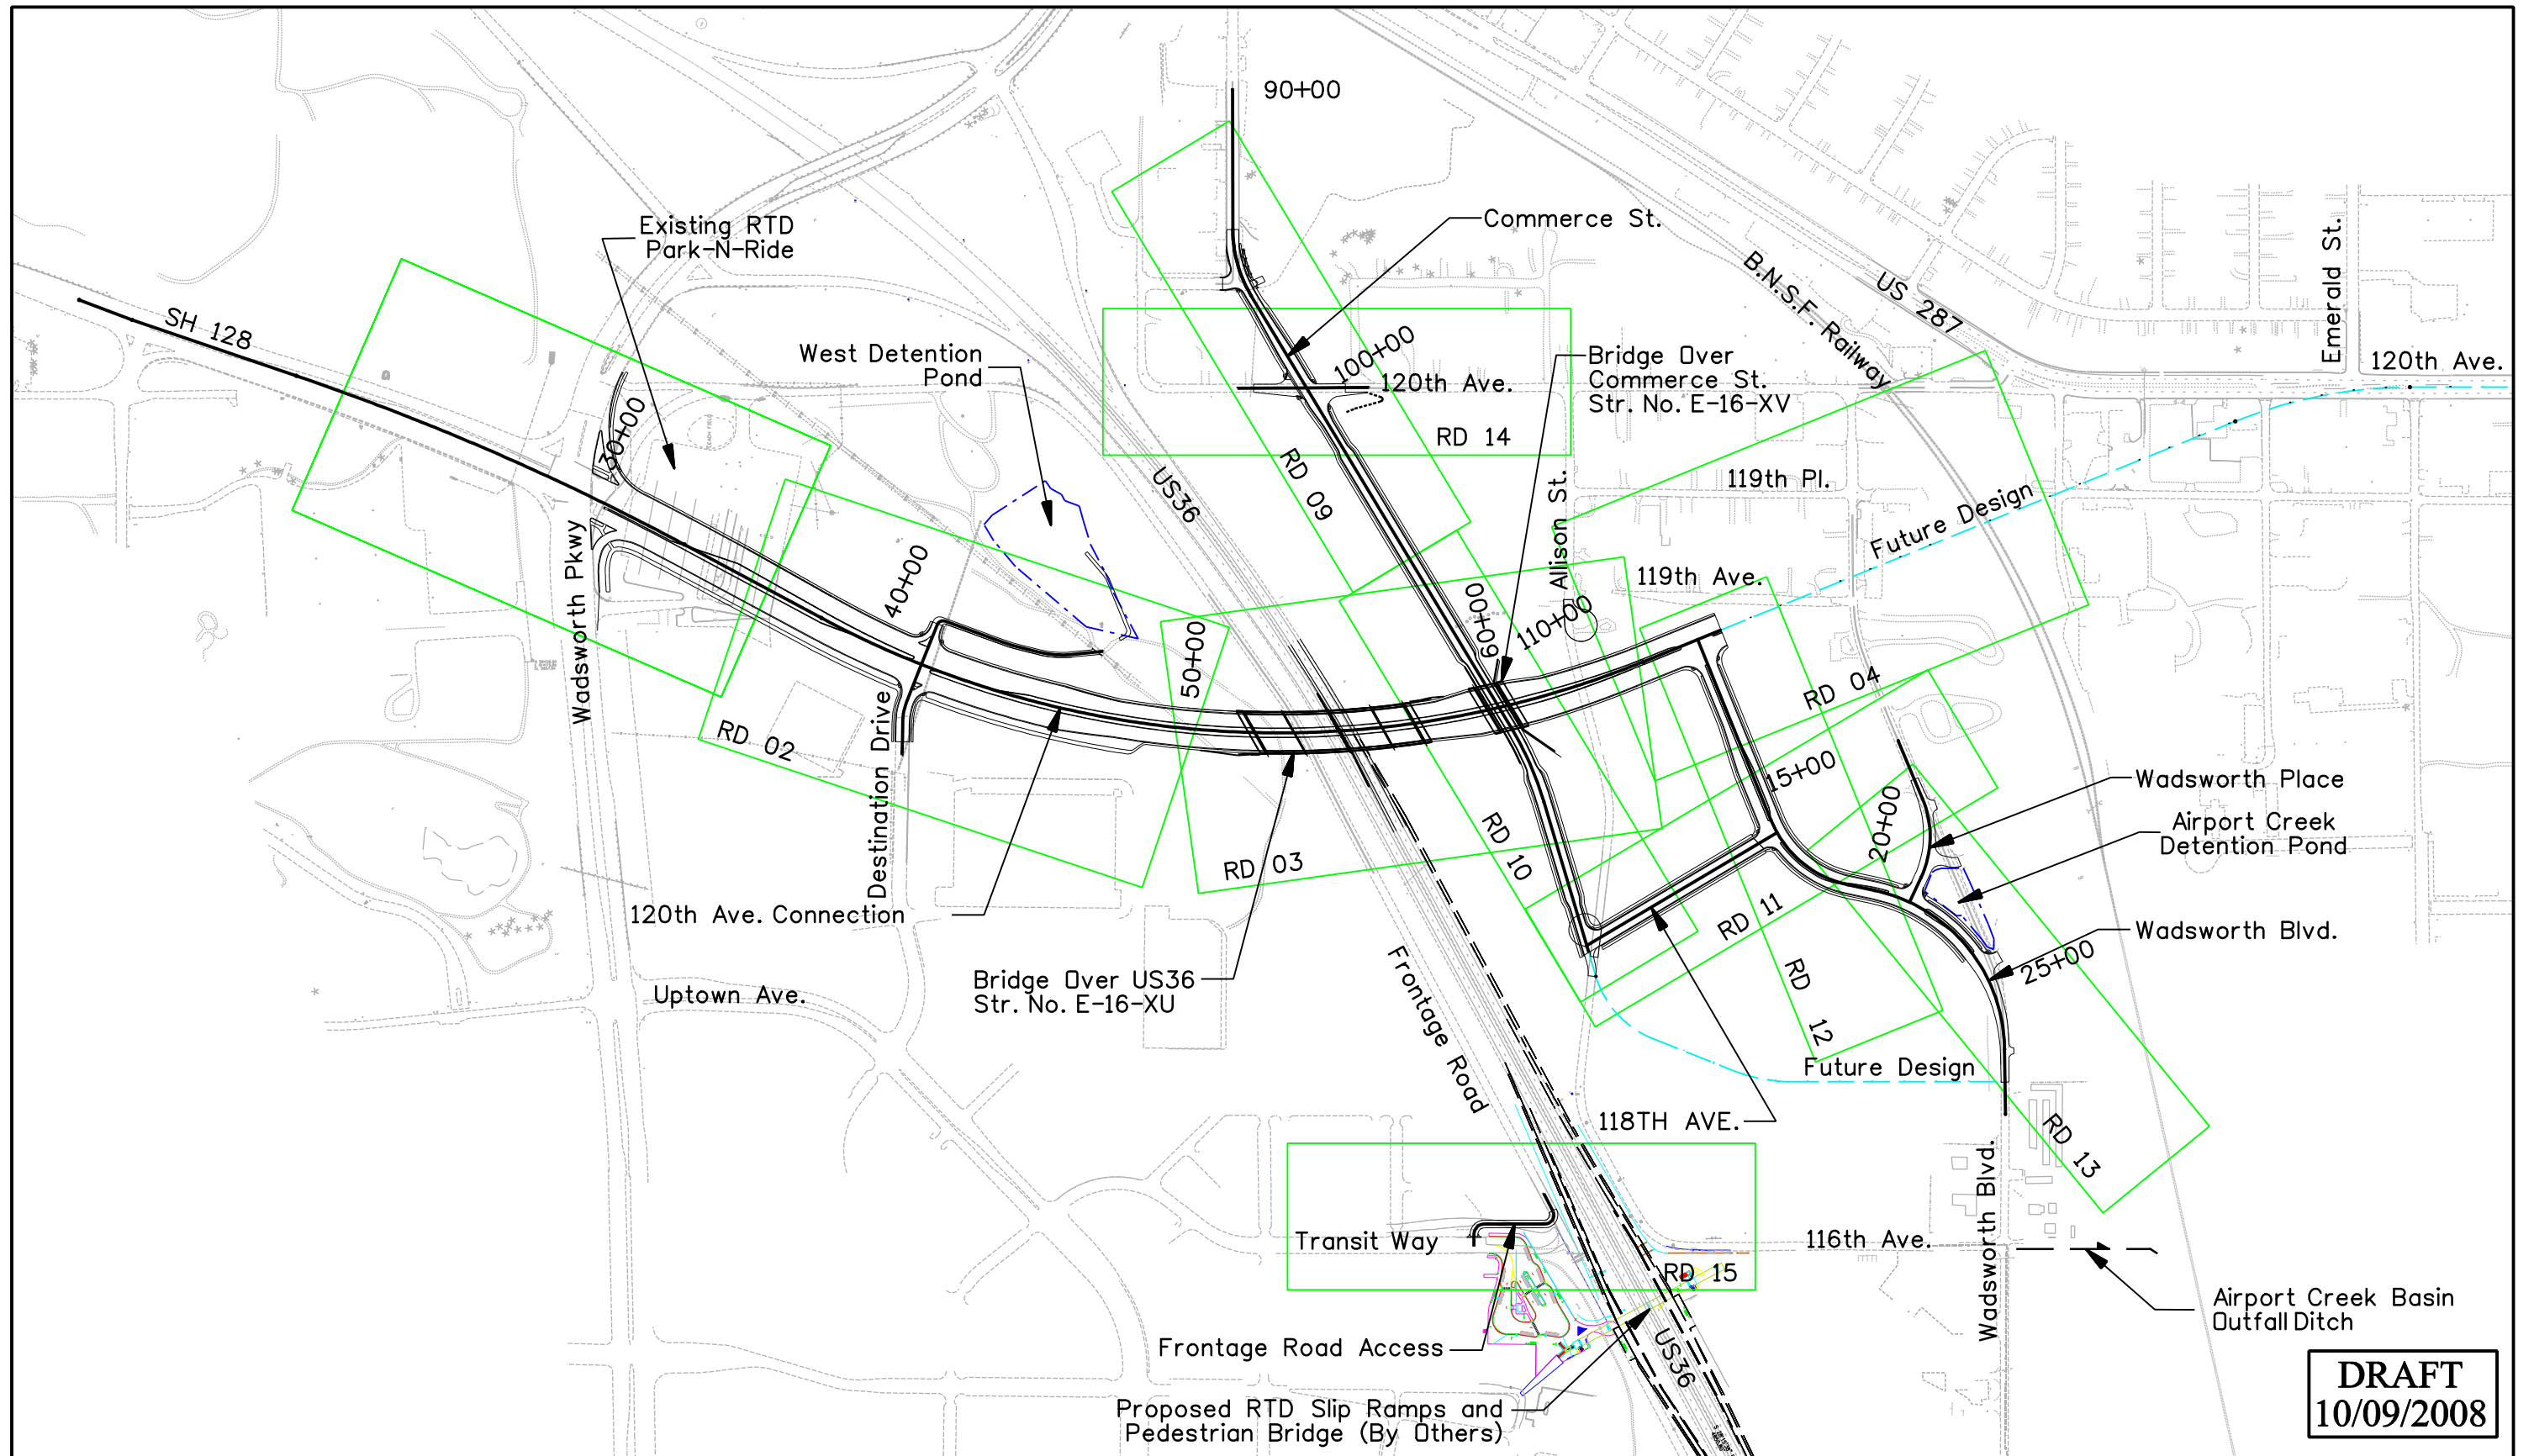 90+00
Commerce St.
Existing RTD
Park-N-Ride
SH 128
West Detention
Pond
100+00
120th Ave.
Bridge Over
Commerce St.
Str. No. E-16-XV
B.N.S.F. Railway
US 287
Emerald St.
120th Ave.
30+00
RD 14
RD 09
US36
Allison St.
119th Pl.
Future Design
119th Ave.
Wadsworth Pkwy
40+00
50+00
60+00
110+00
RD 04
RD 02
Destination Drive
15+00
20+00
Wadsworth Place
Airport Creek
Detention Pond
RD 03
RD 10
RD 11
120th Ave. Connection
Wadsworth Blvd.
25+00
Bridge Over US36
Str. No. E-16-XU
Uptown Ave.
Frontage Road
RD 12
Future Design
118TH AVE.
RD 13
Wadsworth Blvd.
Transit Way
116th Ave.
RD 15
Airport Creek Basin
Outfall Ditch
Frontage Road Access
US36
Proposed RTD Slip Ramps and
Pedestrian Bridge (By Others)
DRAFT
10/09/2008